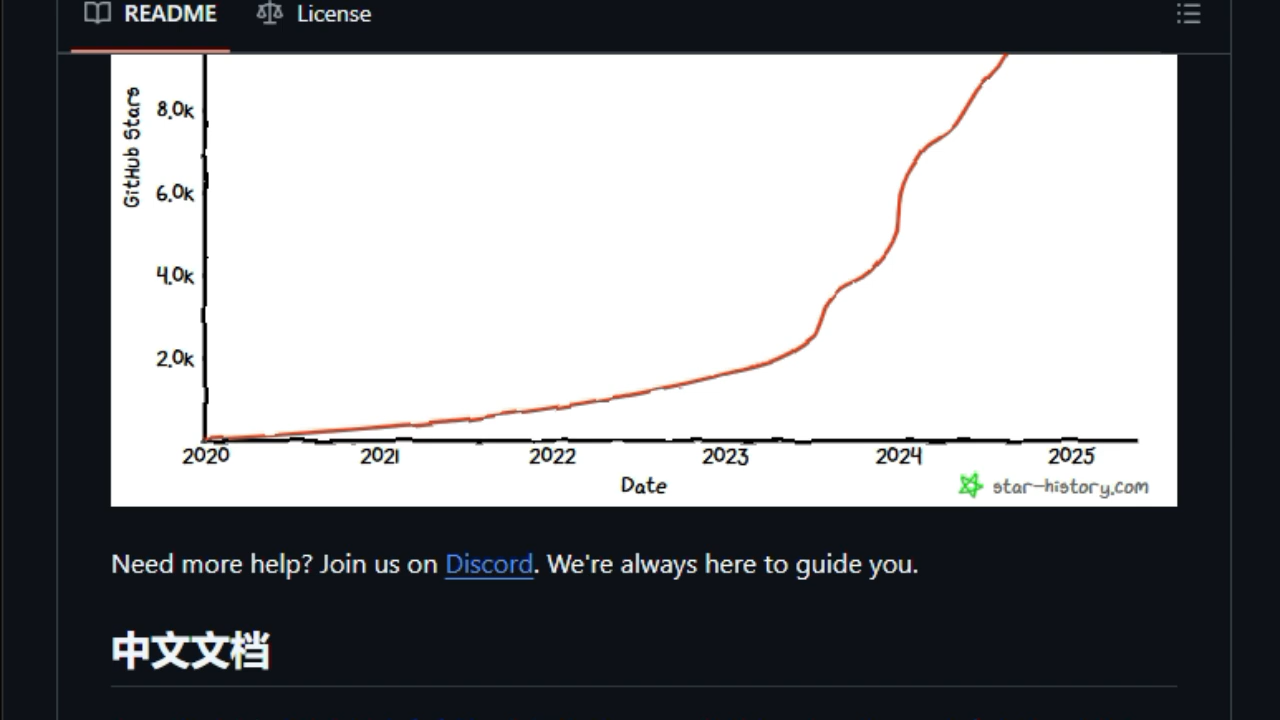 README License
GitHub Stars
8.0k
6.0k
4.0k
2.0k
2020 2021 2022 2023 2024 2025
Date
star-history.com
Need more help? Join us on Discord. We're always here to guide you.
中文文档